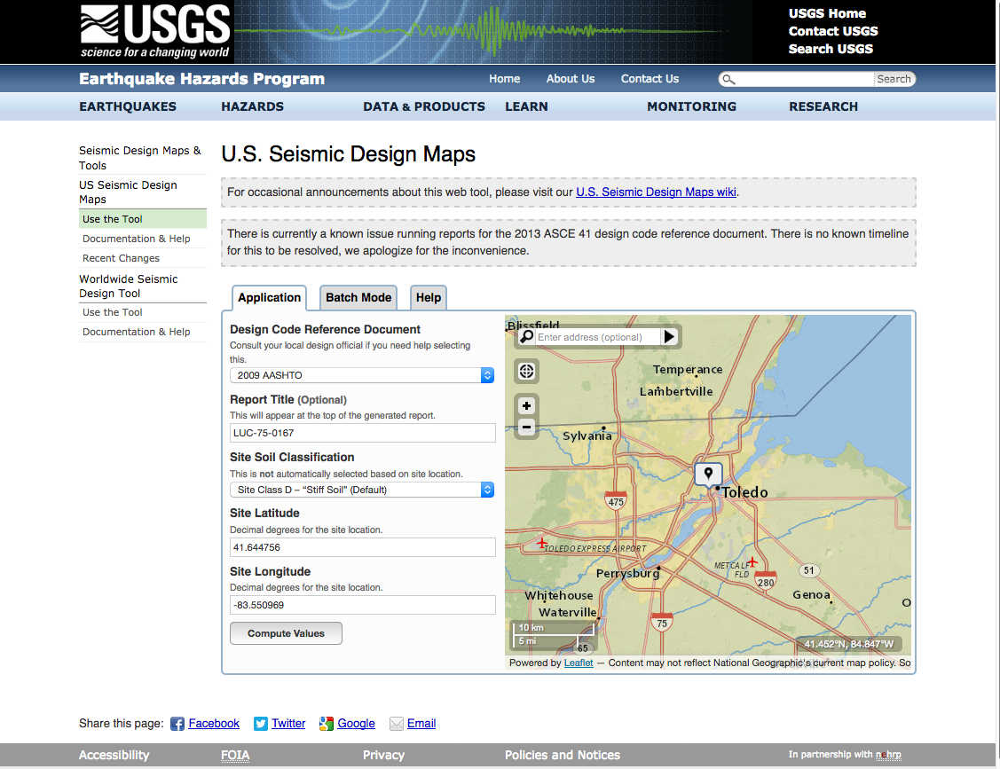 USGS
science for a changing world
USGS Home
Contact USGS
Search USGS
Earthquake Hazards Program
Home
About Us
Contact Us
Search
EARTHQUAKES
HAZARDS
DATA & PRODUCTS
LEARN
MONITORING
RESEARCH
Seismic Design Maps &
Tools
US Seismic Design
Maps
Use the Tool
Documentation & Help
Recent Changes
Worldwide Seismic
Design Tool
Use the Tool
Documentation & Help
U.S. Seismic Design Maps
For occasional announcements about this web tool, please visit our U.S. Seismic Design Maps wiki.
There is currently a known issue running reports for the 2013 ASCE 41 design code reference document. There is no known timeline
for this to be resolved, we apologize for the inconvenience.
Application
Batch Mode
Help
Design Code Reference Document
Consult your local design official if you need help selecting
this.
2009 AASHTO
Report Title (Optional)
This will appear at the top of the generated report.
LUC-75-0167
Site Soil Classification
This is not automatically selected based on site location.
Site Class D – “Stiff Soil” (Default)
Site Latitude
Decimal degrees for the site location.
41.644756
Site Longitude
Decimal degrees for the site location.
-83.550969
Compute Values
Blissfield
Enter address (optional)
+
−
Temperance
Lambertville
Sylvania
Toledo
475
TOLEDO EXPRESS AIRPORT
METCALF
FLD
280
51
Perrysburg
Genoa
Whitehouse
Waterville
75
65
10 km
5 mi
41.452°N, 84.847°W
Powered by Leaflet — Content may not reflect National Geographic's current map policy. So
Share this page:
Facebook
Twitter
Google
Email
Accessibility
FOIA
Privacy
Policies and Notices
In partnership with nehrp